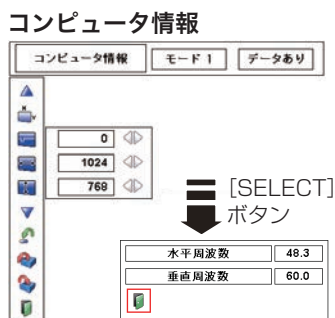 コンピュータ情報
コンピュータ情報 モード 1 データあり
0
1024
768
[SELECT]
ボタン
水平周波数 48.3
垂直周波数 60.0